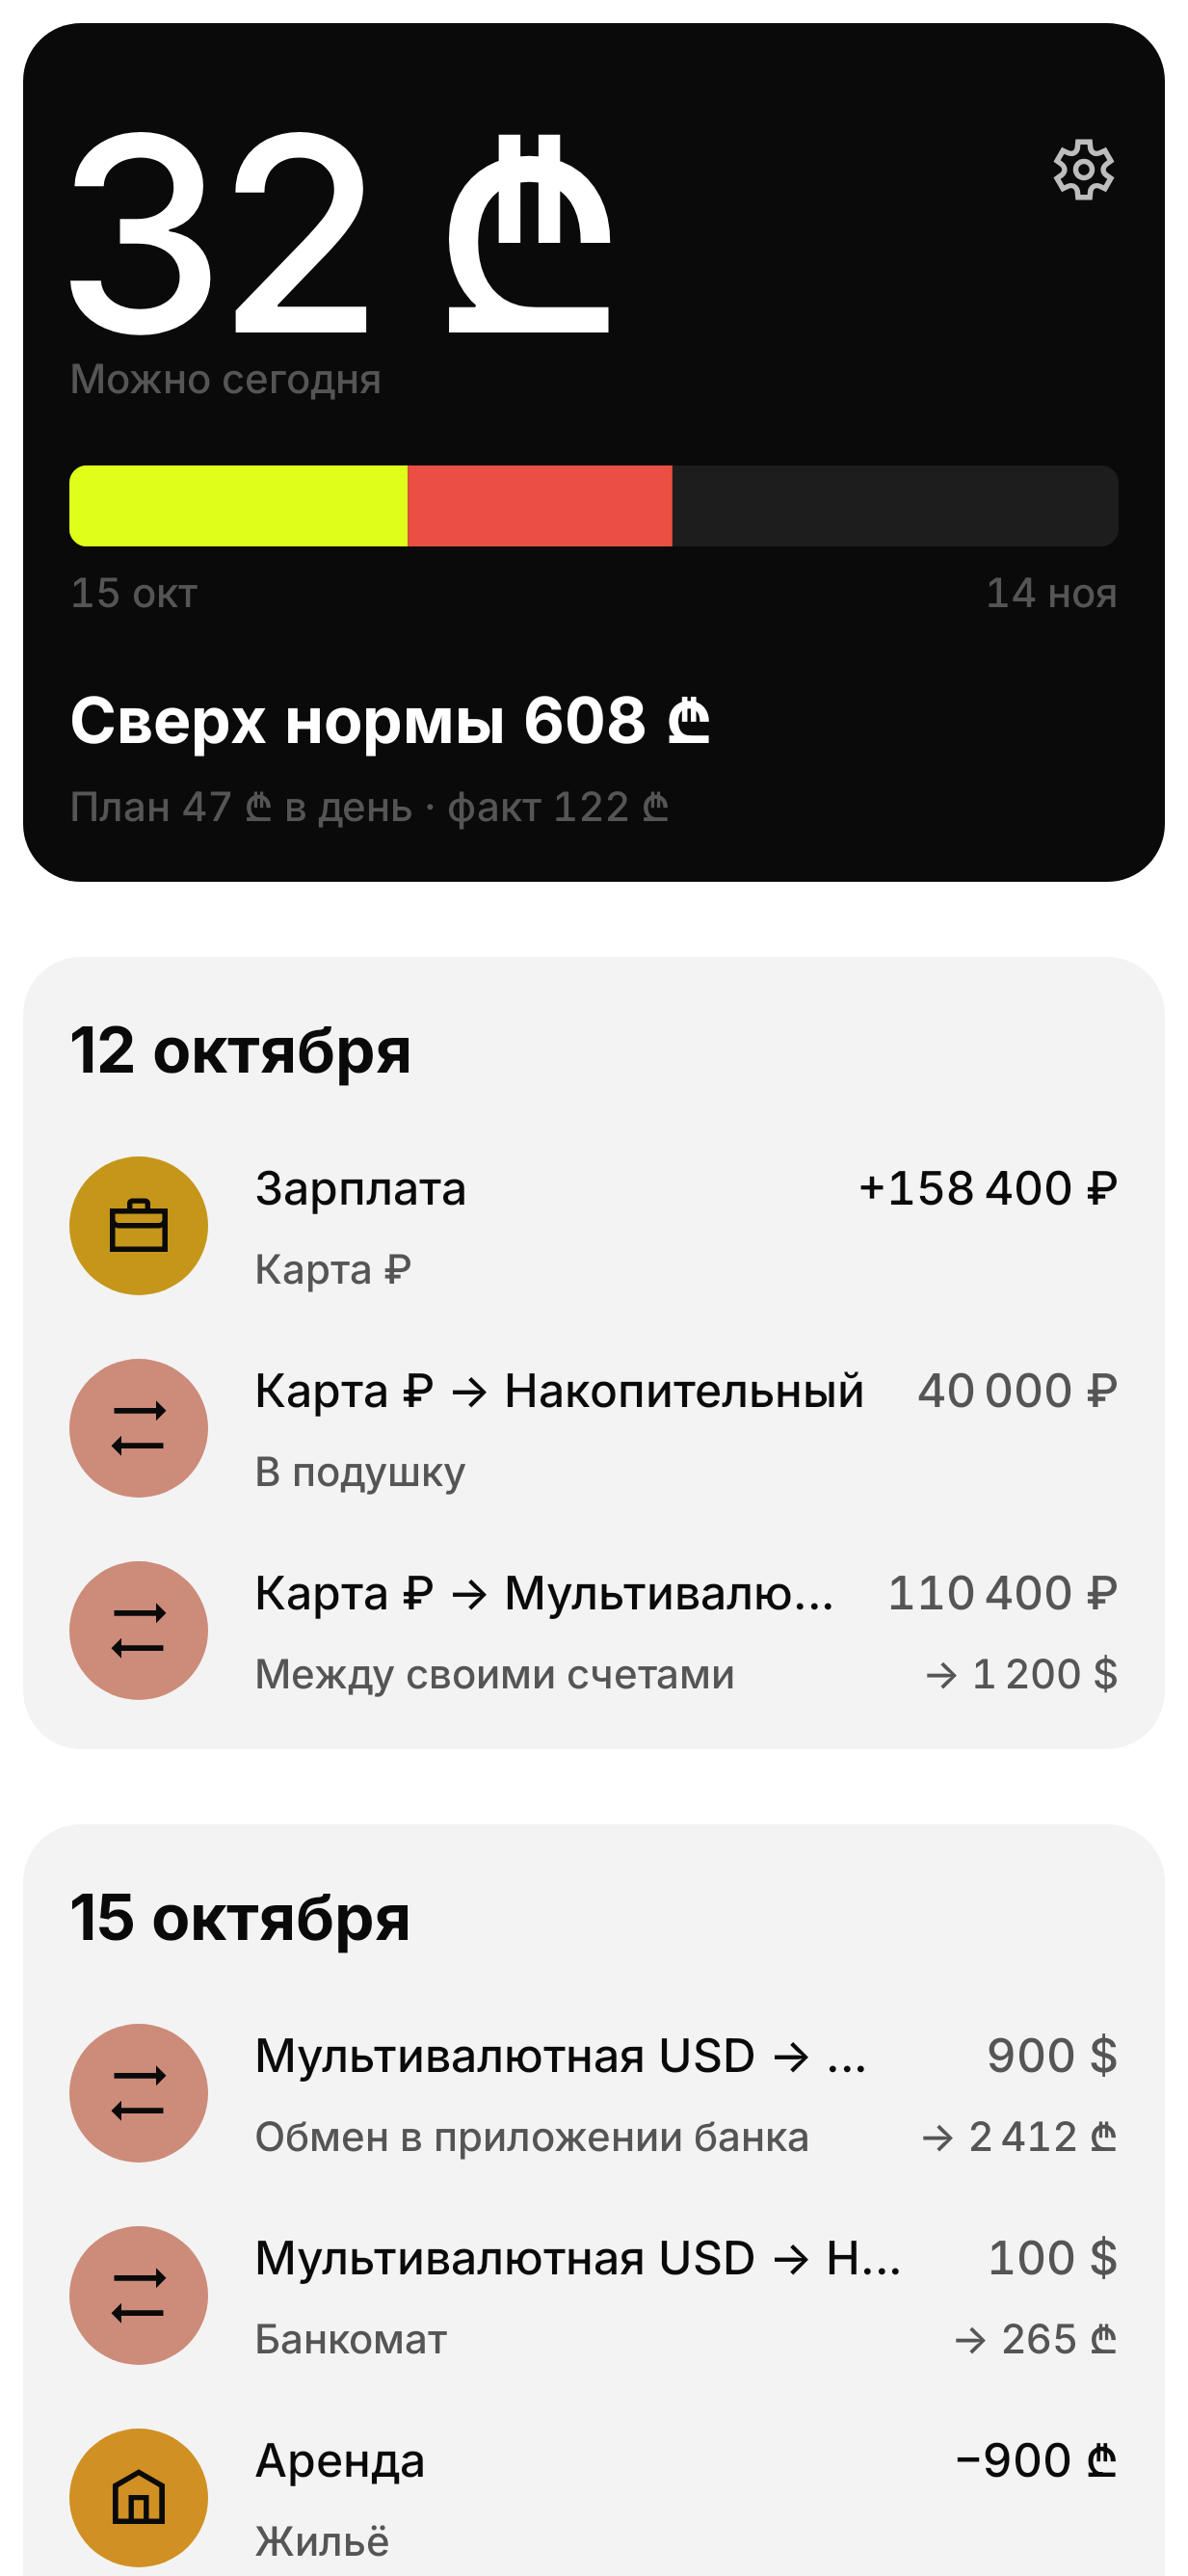 32 ₾
Можно сегодня
15 окт
14 ноя
Сверх нормы 608 ₾
План 47 ₾ в день · факт 122 ₾
12 октября
Зарплата
+158 400 ₽
Карта ₽
Карта ₽ → Накопительный
40 000 ₽
В подушку
Карта ₽ → Мультивалю...
110 400 ₽
Между своими счетами
→ 1 200 $
15 октября
Мультивалютная USD → ...
900 $
Обмен в приложении банка
→ 2 412 ₾
Мультивалютная USD → Н...
100 $
Банкомат
→ 265 ₾
Аренда
−900 ₾
Жильё